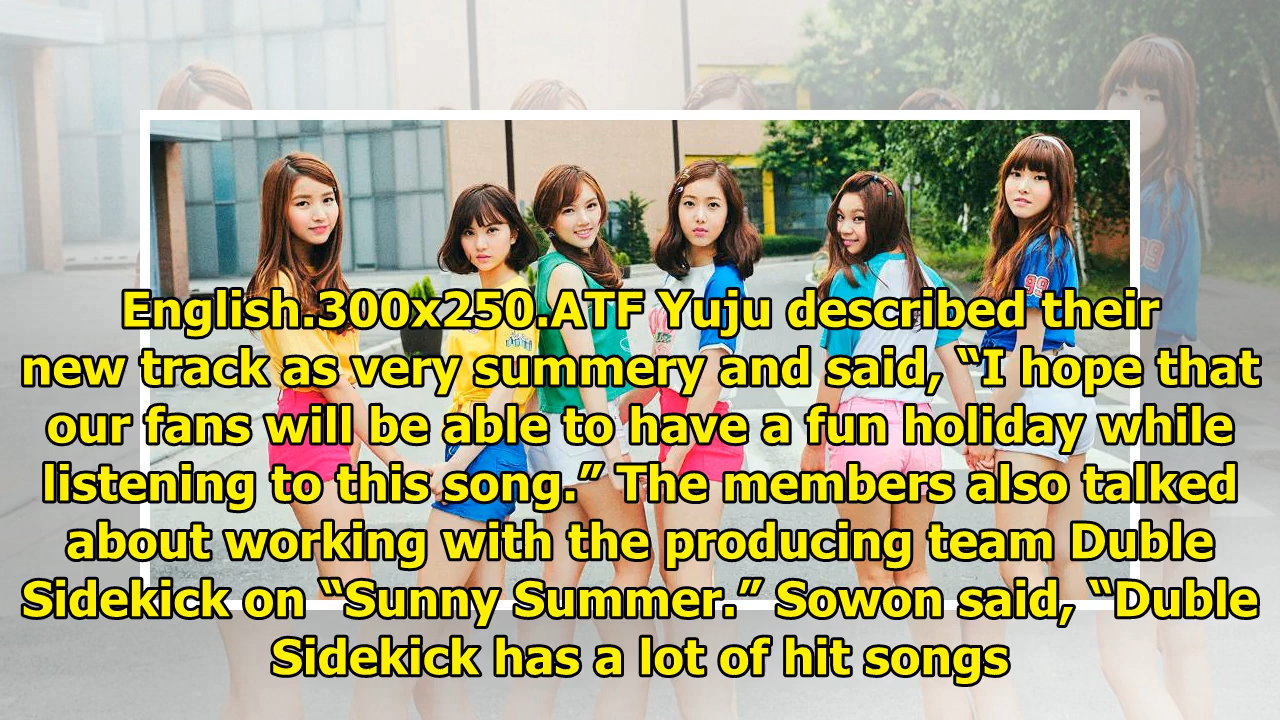 English.300x250.ATF Yuju described their
new track as very summery and said, “I hope that
our fans will be able to have a fun holiday while
listening to this song.” The members also talked
about working with the producing team Duble
Sidekick on “Sunny Summer.” Sowon said, “Duble
Sidekick has a lot of hit songs
99